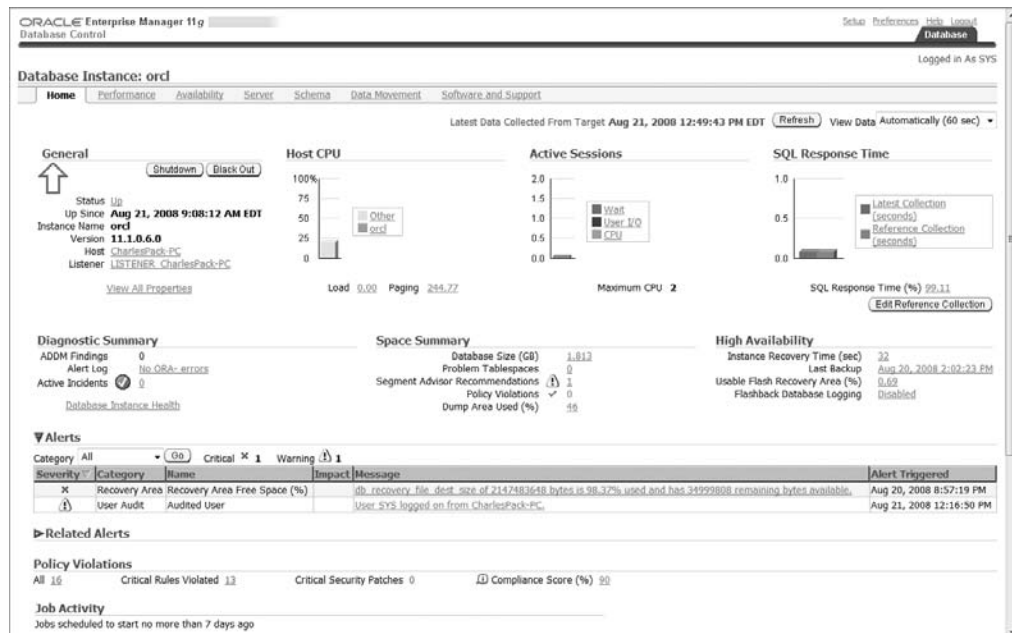 ORACLE Enterprise Manager 11g
Database Control
Setup Preferences Help Logout
Database
Logged in As SYS
Database Instance: orcl
Home Performance Availability Server Schema Data Movement Software and Support
Latest Data Collected From Target Aug 21, 2008 12:49:43 PM EDT Refresh View Data Automatically (60 sec)
General
Shutdown Black Out
Status Up
Up Since Aug 21, 2008 9:08:12 AM EDT
Instance Name orcl
Version 11.1.0.6.0
Host CharlesPack-PC
Listener LISTENER_CharlesPack-PC
View All Properties
Host CPU
100%
75
50
25
0
Other
orcl
Load 0.00 Paging 244.77
Active Sessions
2.0
1.5
1.0
0.5
0.0
Wait
User I/O
CPU
Maximum CPU 2
SQL Response Time
1.0
0.5
0.0
Latest Collection
(seconds)
Reference Collection
(seconds)
SQL Response Time (%) 99.11
Edit Reference Collection
Diagnostic Summary
ADDM Findings 0
Alert Log No ORA- errors
Active Incidents 0
Database Instance Health
Space Summary
Database Size (GB) 1.813
Problem Tablespaces 0
Segment Advisor Recommendations 1
Policy Violations 0
Dump Area Used (%) 46
High Availability
Instance Recovery Time (sec) 32
Last Backup Aug 20, 2008 2:02:23 PM
Usable Flash Recovery Area (%) 0.69
Flashback Database Logging Disabled
Alerts
Category All Go Critical × 1 Warning 1
Severity Category Name Impact Message Alert Triggered
× Recovery Area Recovery Area Free Space (%) db_recovery_file_dest_size of 2147483648 bytes is 98.37% used and has 34999808 remaining bytes available. Aug 20, 2008 8:57:19 PM
User Audit Audited User User SYS logged on from CharlesPack-PC. Aug 21, 2008 12:16:50 PM
Related Alerts
Policy Violations
All 16 Critical Rules Violated 13 Critical Security Patches 0 Compliance Score (%) 90
Job Activity
Jobs scheduled to start no more than 7 days ago